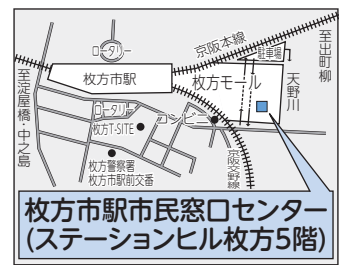 ロータリー
京阪本線
駐車場
至出町柳
枚方市駅
枚方モール
天野川
至淀屋橋・中之島
ロータリー
コンビニ
枚方T-SITE
枚方警察署
枚方市駅前交番
京阪交野線
枚方市駅市民窓口センター
(ステーションヒル枚方5階)